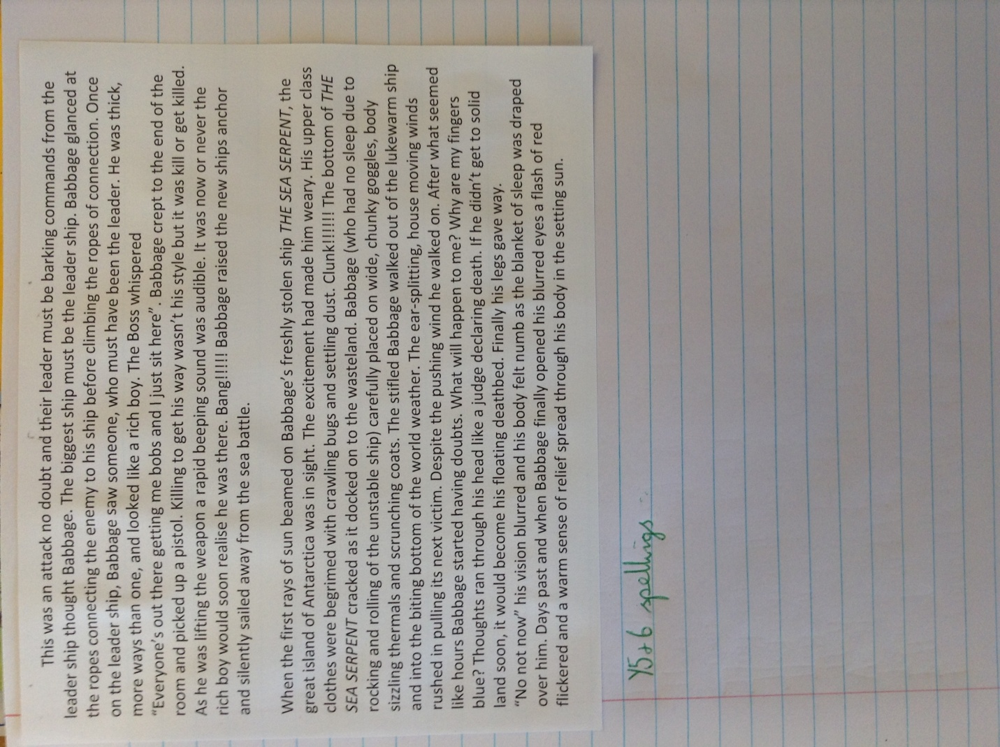 This was an attack no doubt and their leader must be barking commands from the
leader ship thought Babbage. The biggest ship must be the leader ship. Babbage glanced at
the ropes connecting the enemy to his ship before climbing the ropes of connection. Once
on the leader ship, Babbage saw someone, who must have been the leader. He was thick,
more ways than one, and looked like a rich boy. The Boss whispered
“Everyone’s out there getting me bobs and I just sit here”. Babbage crept to the end of the
room and picked up a pistol. Killing to get his way wasn’t his style but it was kill or get killed.
As he was lifting the weapon a rapid beeping sound was audible. It was now or never the
rich boy would soon realise he was there. Bang!!!!! Babbage raised the new ships anchor
and silently sailed away from the sea battle.
When the first rays of sun beamed on Babbage’s freshly stolen ship THE SEA SERPENT, the
great island of Antarctica was in sight. The excitement had made him weary. His upper class
clothes were begrimed with crawling bugs and settling dust. Clunk!!!!!! The bottom of THE
SEA SERPENT cracked as it docked on to the wasteland. Babbage (who had no sleep due to
rocking and rolling of the unstable ship) carefully placed on wide, chunky goggles, body
sizzling thermals and scrunching coats. The stifled Babbage walked out of the lukewarm ship
and into the biting bottom of the world weather. The ear-splitting, house moving winds
rushed in pulling its next victim. Despite the pushing wind he walked on. After what seemed
like hours Babbage started having doubts. What will happen to me? Why are my fingers
blue? Thoughts ran through his head like a judge declaring death. If he didn’t get to solid
land soon, it would become his floating deathbed. Finally his legs gave way.
“No not now” his vision blurred and his body felt numb as the blanket of sleep was draped
over him. Days past and when Babbage finally opened his blurred eyes a flash of red
flickered and a warm sense of relief spread through his body in the setting sun.
Y5+6 spellings